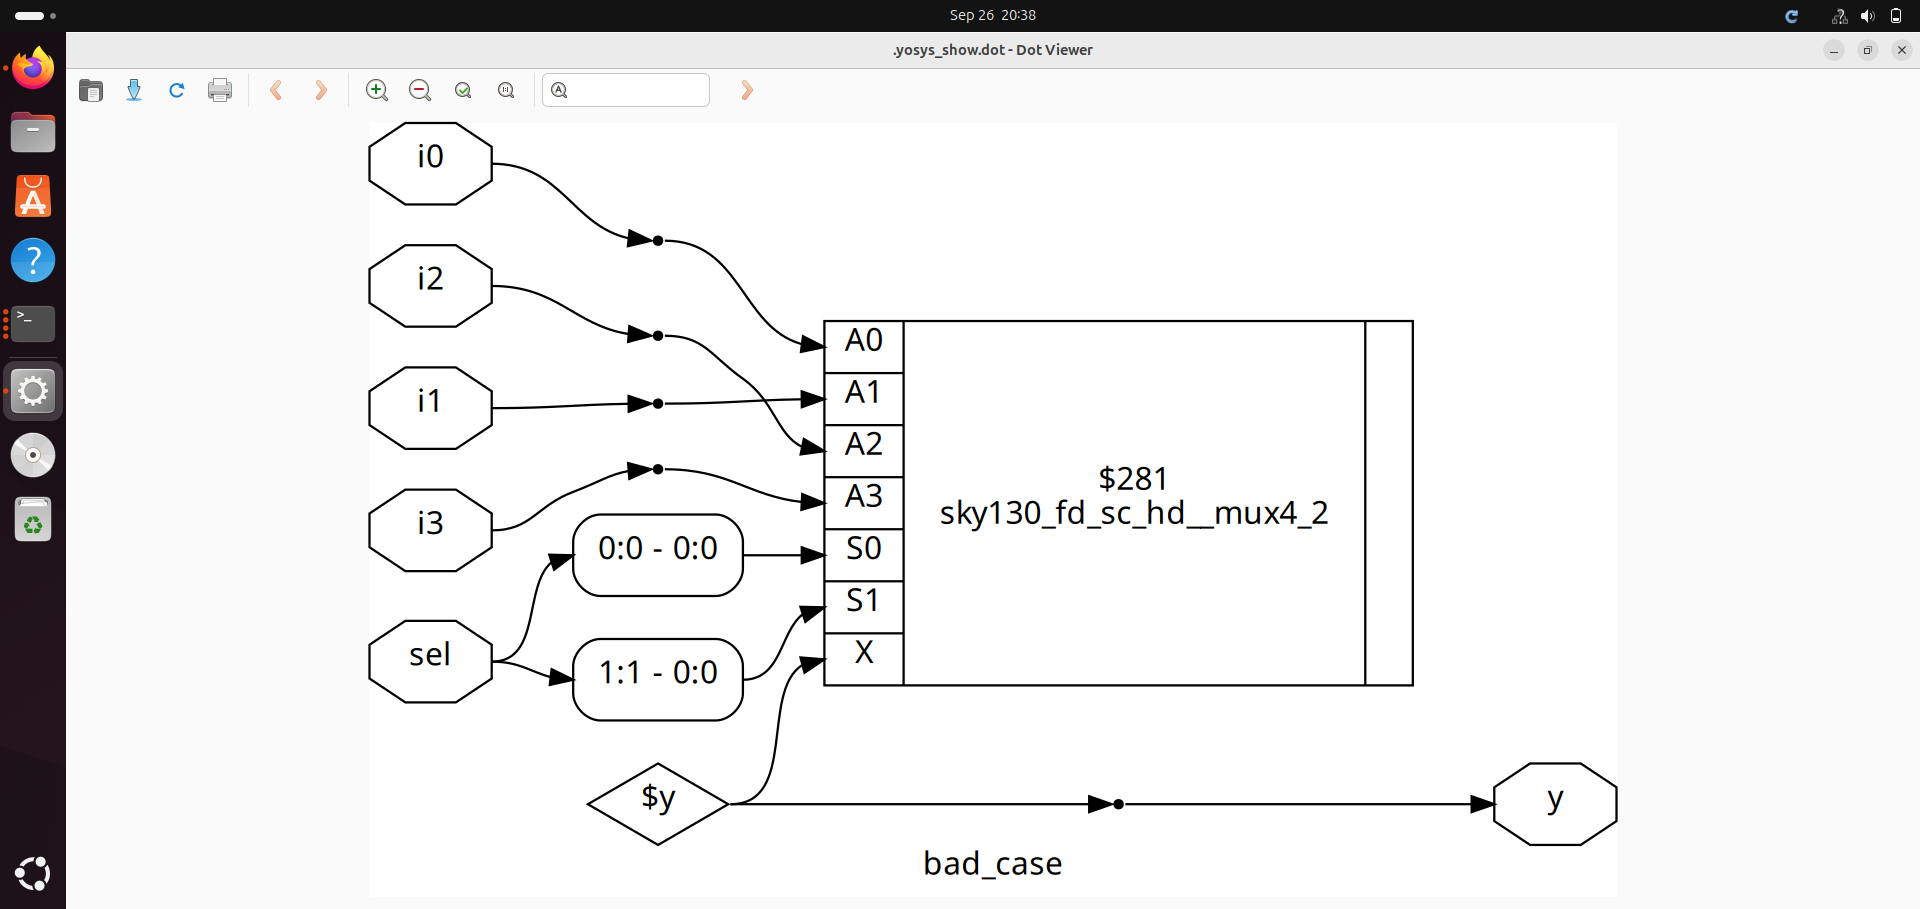 Sep 26 20:38
.yosys_show.dot - Dot Viewer
i0
i2
i1
i3
sel
0:0 - 0:0
1:1 - 0:0
$y
A0
A1
A2
A3
S0
S1
X
$281
sky130_fd_sc_hd__mux4_2
y
bad_case